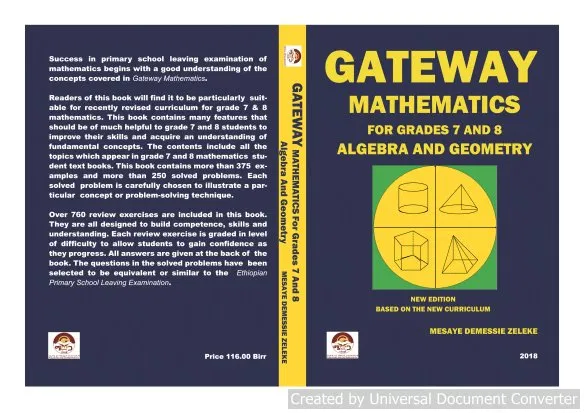 Success in primary school leaving examination of
mathematics begins with a good understanding of the
concepts covered in Gateway Mathematics.
Readers of this book will find it to be particularly suit-
able for recently revised curriculum for grade 7 & 8
mathematics. This book contains many features that
should be of much helpful to grade 7 and 8 students to
improve their skills and acquire an understanding of
fundamental concepts. The contents include all the
topics which appear in grade 7 and 8 mathematics stu-
dent text books. This book contains more than 375 ex-
amples and more than 250 solved problems. Each
solved problem is carefully chosen to illustrate a par-
ticular concept or problem-solving technique.
Over 760 review exercises are included in this book.
They are all designed to build competence, skills and
understanding. Each review exercise is graded in level
of difficulty to allow students to gain confidence as
they progress. All answers are given at the back of the
book. The questions in the solved problems have been
selected to be equivalent or similar to the Ethiopian
Primary School Leaving Examination.
Price 116.00 Birr
GATEWAY MATHEMATICS For Grades 7 And 8
Algebra And Geometry
MESAYE DEMESSIE ZELEKE
GATEWAY
MATHEMATICS
FOR GRADES 7 AND 8
ALGEBRA AND GEOMETRY
NEW EDITION
BASED ON THE NEW CURRICULUM
MESAYE DEMESSIE ZELEKE
2018
Created by Universal Document Converter